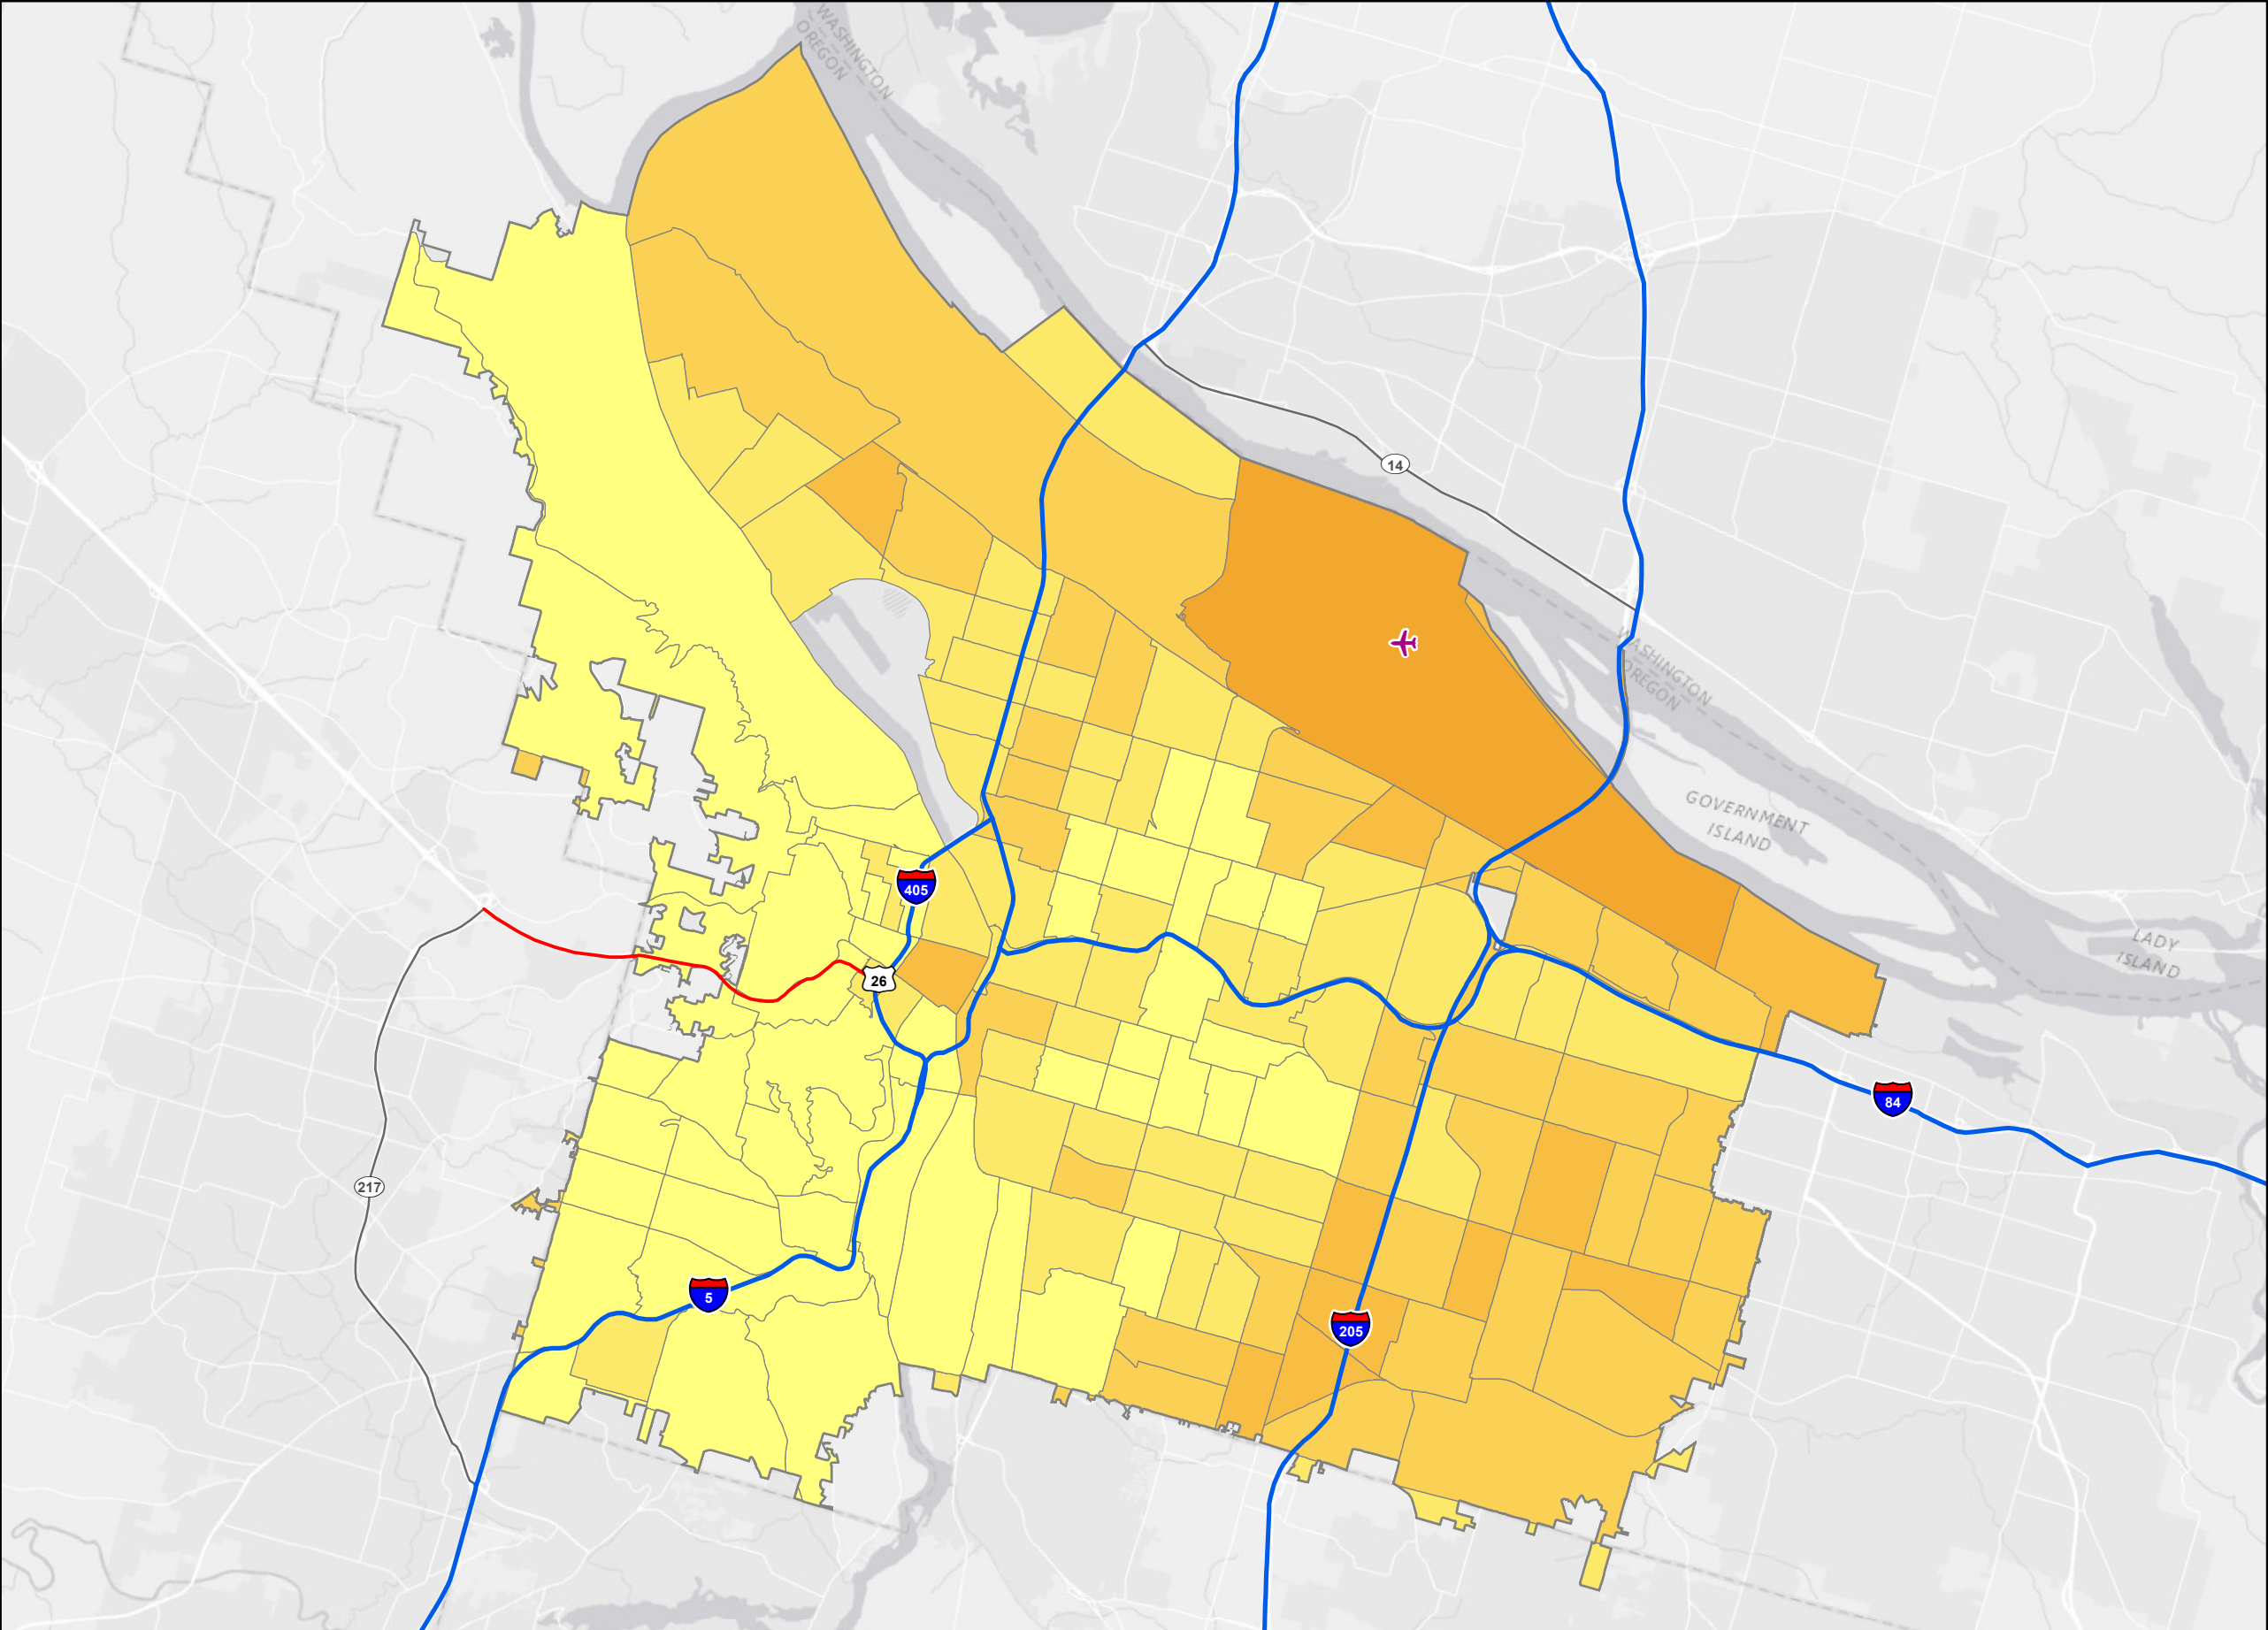 WASHINGTON
OREGON
14
WASHINGTON
OREGON
GOVERNMENT
ISLAND
405
LADY
ISLAND
26
84
217
5
205